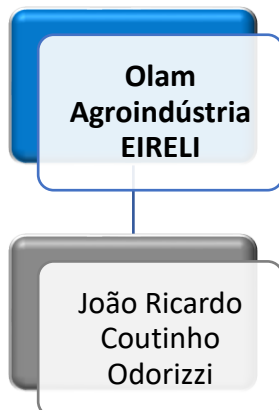 Olam
Agroindústria
EIRELI
João Ricardo
Coutinho
Odorizzi